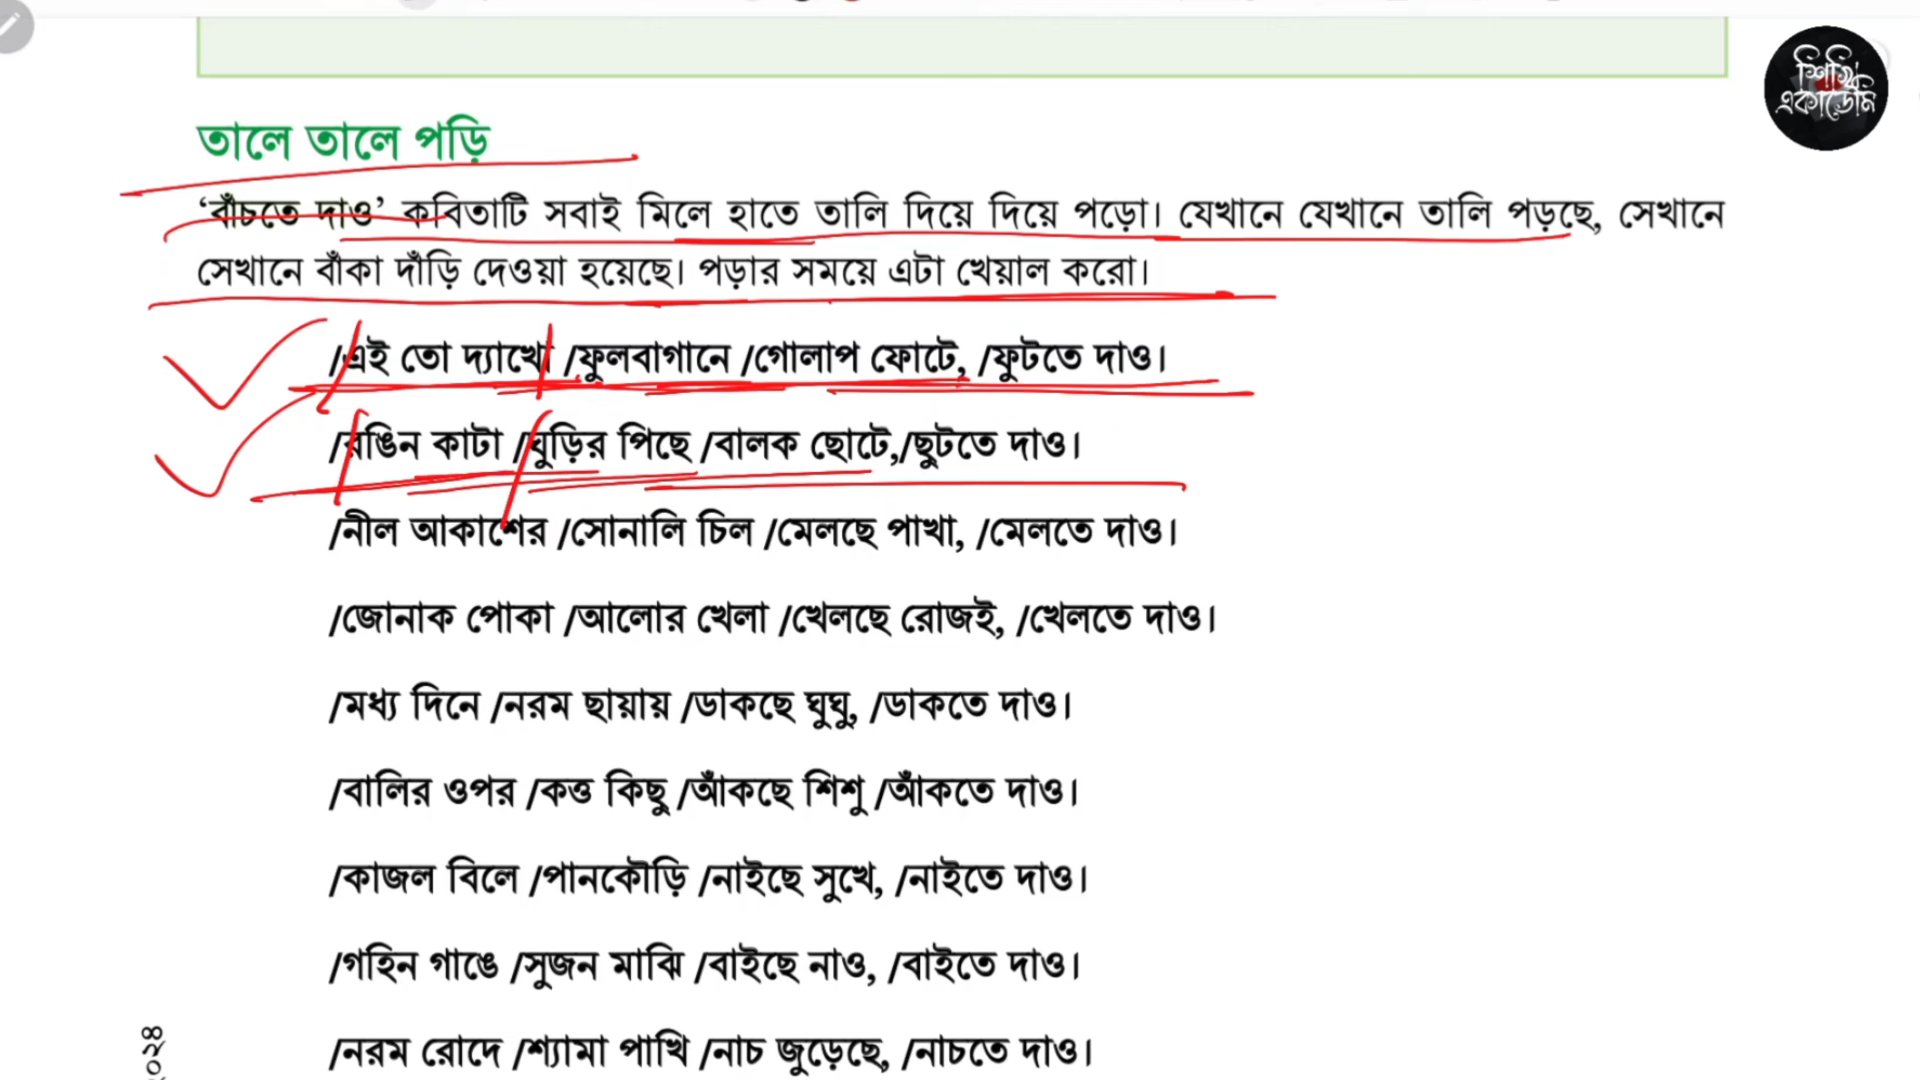 শিখি
একাডেমি
তালে তালে পড়ি
‘বাঁচতে দাও’ কবিতাটি সবাই মিলে হাতে তালি দিয়ে দিয়ে পড়ো। যেখানে যেখানে তালি পড়ছে, সেখানে
সেখানে বাঁকা দাঁড়ি দেওয়া হয়েছে। পড়ার সময়ে এটা খেয়াল করো।
/এই তো দ্যাখো /ফুলবাগানে /গোলাপ ফোটে, /ফুটতে দাও।
/রঙিন কাটা /ঘুড়ির পিছে /বালক ছোটে,/ছুটতে দাও।
/নীল আকাশের /সোনালি চিল /মেলছে পাখা, /মেলতে দাও।
/জোনাক পোকা /আলোর খেলা /খেলছে রোজই, /খেলতে দাও।
/মধ্য দিনে /নরম ছায়ায় /ডাকছে ঘুঘু, /ডাকতে দাও।
/বালির ওপর /কত্ত কিছু /আঁকছে শিশু /আঁকতে দাও।
/কাজল বিলে /পানকৌড়ি /নাইছে সুখে, /নাইতে দাও।
/গহিন গাঙে /সুজন মাঝি /বাইছে নাও, /বাইতে দাও।
/নরম রোদে /শ্যামা পাখি /নাচ জুড়েছে, /নাচতে দাও।
২০২৪